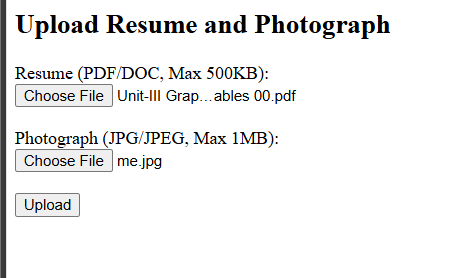 Upload Resume and Photograph
Resume (PDF/DOC, Max 500KB):
Choose File Unit-III Grap…ables 00.pdf
Photograph (JPG/JPEG, Max 1MB):
Choose File me.jpg
Upload